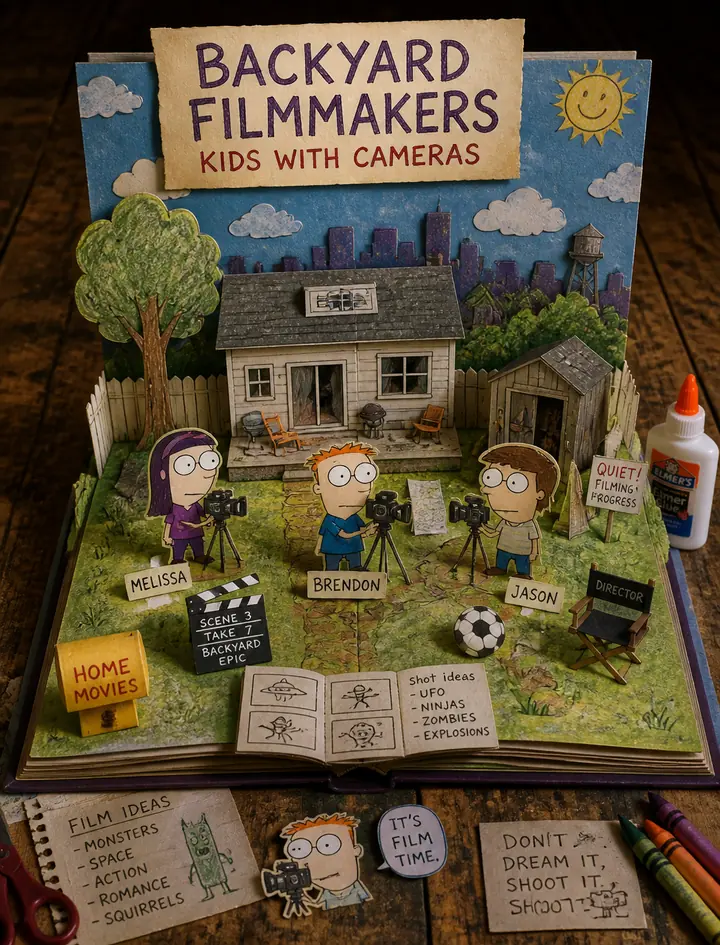 BACKYARD
FILMMAKERS
KIDS WITH CAMERAS
QUIET!
FILMING
PROGRESS
ELMER'S
MELISSA
BRENDON
JASON
DIRECTOR
SCENE 3
TAKE 7
BACKYARD
EPIC
HOME
MOVIES
shot ideas
- UFO
- NINJAS
- ZOMBIES
- EXPLOSIONS
FILM IDEAS
- MONSTERS
- SPACE
- ACTION
- ROMANCE
- SQUIRRELS
IT'S
FILM
TIME.
DON'T
DREAM IT,
SHOOT IT,